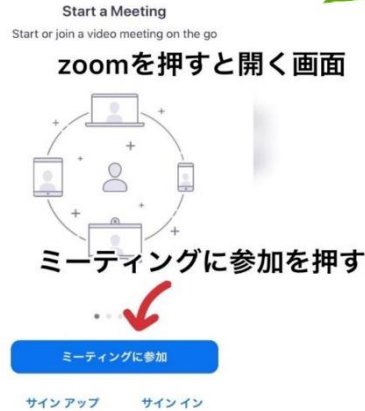 Start a Meeting
Start or join a video meeting on the go
zoomを押すと開く画面
ミーティングに参加を押す
ミーティングに参加
サイン アップ サイン イン